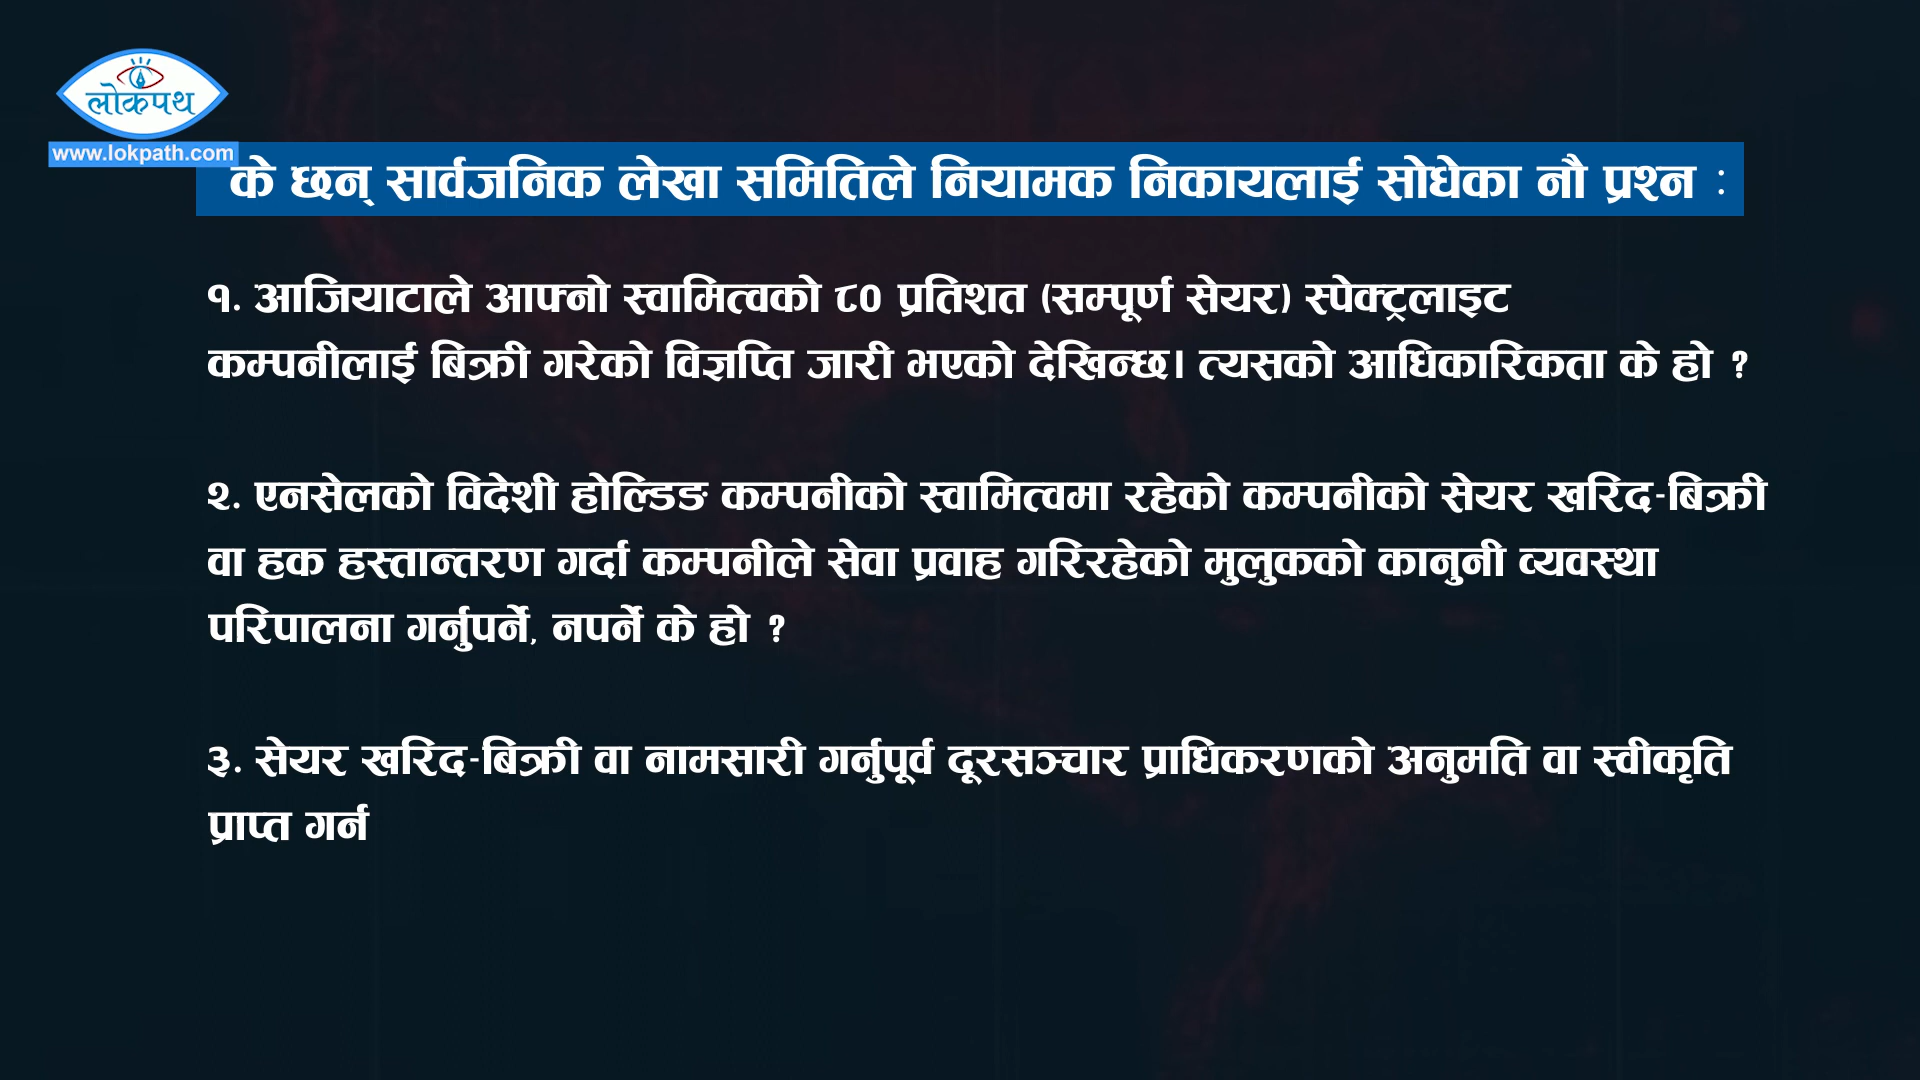 लोकपथ
www.lokpath.com
के छन् सार्वजनिक लेखा समितिले नियामक निकायलाई सोधेका नौ प्रश्न :
१. आजियाटाले आफ्नो स्वामित्वको ८० प्रतिशत (सम्पूर्ण सेयर) स्पेक्ट्रलाइट
कम्पनीलाई बिक्री गरेको विज्ञप्ति जारी भएको देखिन्छ। त्यसको आधिकारिकता के हो ?
२. एनसेलको विदेशी होल्डिङ कम्पनीको स्वामित्वमा रहेको कम्पनीको सेयर खरिद-बिक्री
वा हक हस्तान्तरण गर्दा कम्पनीले सेवा प्रवाह गरिरहेको मुलुकको कानुनी व्यवस्था
परिपालना गर्नुपर्ने, नपर्ने के हो ?
३. सेयर खरिद-बिक्री वा नामसारी गर्नुपूर्व दूरसञ्चार प्राधिकरणको अनुमति वा स्वीकृति
प्राप्त गर्न